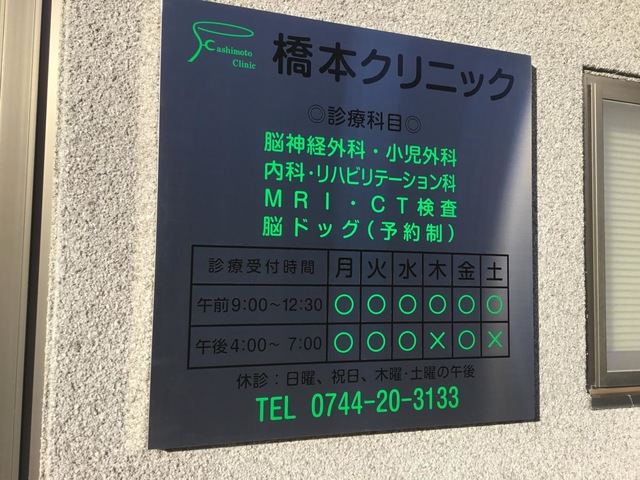 ashimoto
Clinic
橋本クリニック
◎診療科目◎
脳神経外科・小児外科
内科・リハビリテーション科
MRI・CT検査
脳ドッグ(予約制)
診療受付時間 月 火 水 木 金 土
午前9:00~12:30 ○ ○ ○ ○ ○ ○
午後4:00~ 7:00 ○ ○ ○ × ○ ×
休診:日曜、祝日、木曜・土曜の午後
TEL 0744-20-3133